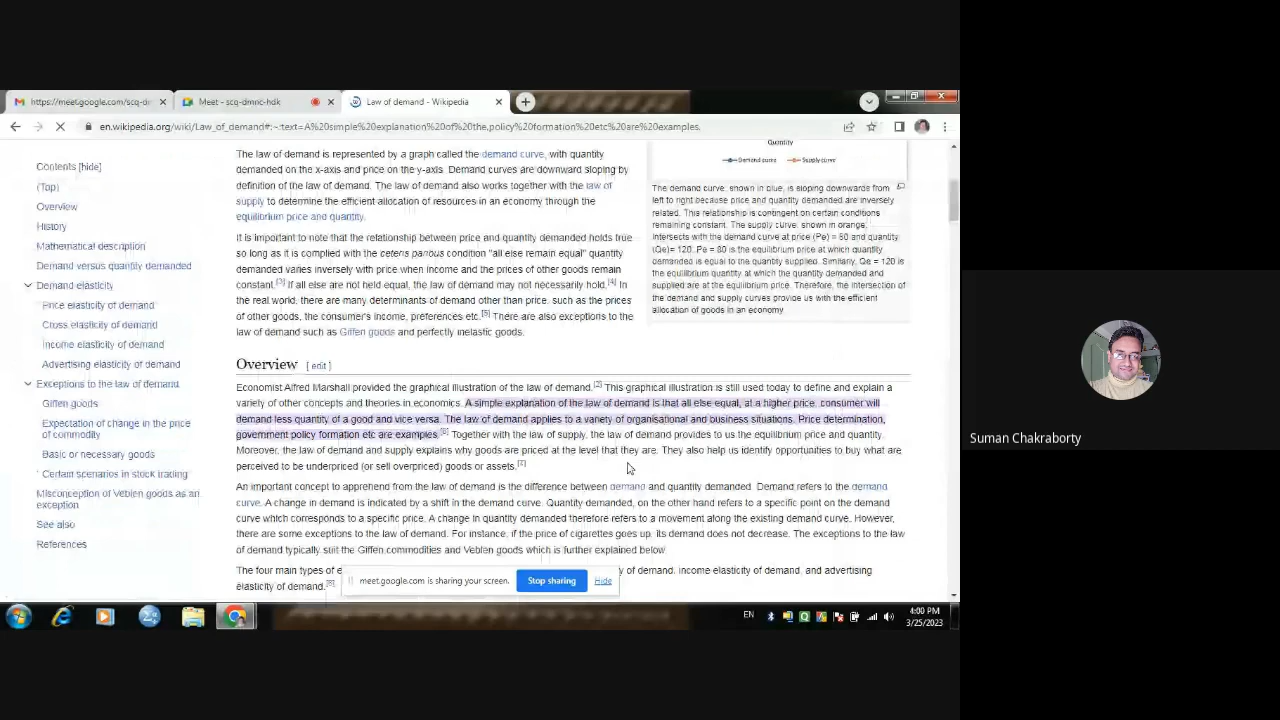 https://meet.google.com/scq-dm
Meet - scq-dmnc-hdk
Law of demand - Wikipedia
en.wikipedia.org/wiki/Law_of_demand#:~:text=A%20simple%20explanation%20of%20the,policy%20formation%20etc%20are%20examples.
Contents [hide]
(Top)
Overview
History
Mathematical description
Demand versus quantity demanded
Demand elasticity
Price elasticity of demand
Cross elasticity of demand
Income elasticity of demand
Advertising elasticity of demand
Exceptions to the law of demand
Giffen goods
Expectation of change in the price
of commodity
Basic or necessary goods
Certain scenarios in stock trading
Misconception of Veblen goods as an
exception
See also
References
The law of demand is represented by a graph called the demand curve, with quantity
demanded on the x-axis and price on the y-axis. Demand curves are downward sloping by
definition of the law of demand. The law of demand also works together with the law of
supply to determine the efficient allocation of resources in an economy through the
equilibrium price and quantity.
It is important to note that the relationship between price and quantity demanded holds true
so long as it is complied with the ceteris paribus condition "all else remain equal" quantity
demanded varies inversely with price when income and the prices of other goods remain
constant.[3] If all else are not held equal, the law of demand may not necessarily hold.[4] In
the real world, there are many determinants of demand other than price, such as the prices
of other goods, the consumer's income, preferences etc.[5] There are also exceptions to the
law of demand such as Giffen goods and perfectly inelastic goods.
Quantity
Demand curve Supply curve
The demand curve, shown in blue, is sloping downwards from
left to right because price and quantity demanded are inversely
related. This relationship is contingent on certain conditions
remaining constant. The supply curve, shown in orange,
intersects with the demand curve at price (Pe) = 80 and quantity
(Qe)= 120. Pe = 80 is the equilibrium price at which quantity
demanded is equal to the quantity supplied. Similarly, Qe = 120 is
the equilibrium quantity at which the quantity demanded and
supplied are at the equilibrium price. Therefore, the intersection of
the demand and supply curves provide us with the efficient
allocation of goods in an economy.
Overview [ edit ]
Economist Alfred Marshall provided the graphical illustration of the law of demand.[2] This graphical illustration is still used today to define and explain a
variety of other concepts and theories in economics. A simple explanation of the law of demand is that all else equal, at a higher price, consumer will
demand less quantity of a good and vice versa. The law of demand applies to a variety of organisational and business situations. Price determination,
government policy formation etc are examples.[6] Together with the law of supply, the law of demand provides to us the equilibrium price and quantity.
Moreover, the law of demand and supply explains why goods are priced at the level that they are. They also help us identify opportunities to buy what are
perceived to be underpriced (or sell overpriced) goods or assets.[7]
An important concept to apprehend from the law of demand is the difference between demand and quantity demanded. Demand refers to the demand
curve. A change in demand is indicated by a shift in the demand curve. Quantity demanded, on the other hand refers to a specific point on the demand
curve which corresponds to a specific price. A change in quantity demanded therefore refers to a movement along the existing demand curve. However,
there are some exceptions to the law of demand. For instance, if the price of cigarettes goes up, its demand does not decrease. The exceptions to the law
of demand typically suit the Giffen commodities and Veblen goods which is further explained below.
The four main types of e y of demand, income elasticity of demand, and advertising
elasticity of demand.[8]
meet.google.com is sharing your screen.
Stop sharing
Hide
EN
4:00 PM
3/25/2023
Suman Chakraborty